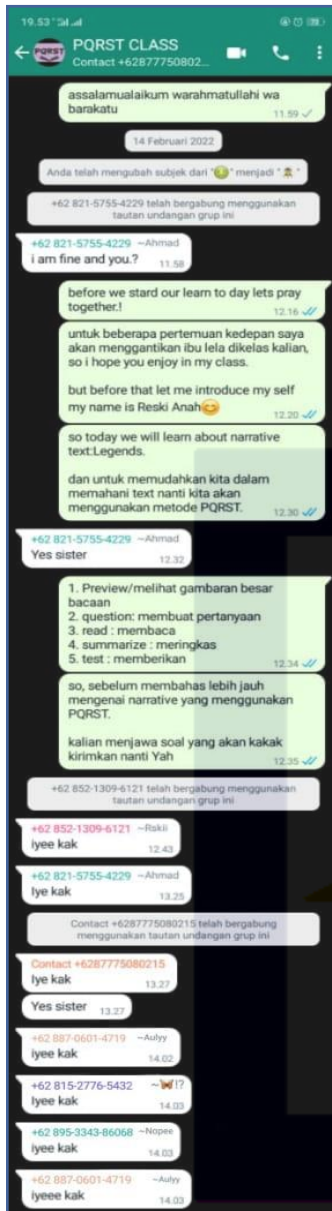 19.53
PQRST
PQRST CLASS
Contact +62877750802...
assalamualaikum warahmatullahi wa
barakatu
11.59
14 Februari 2022
Anda telah mengubah subjek dari "" menjadi "".
+62 821-5755-4229 telah bergabung menggunakan
tautan undangan grup ini
+62 821-5755-4229 ~Ahmad
i am fine and you.?
11.58
before we stard our learn to day lets pray
together.!
12.16
untuk beberapa pertemuan kedepan saya
akan menggantikan ibu lela dikelas kalian,
so i hope you enjoy in my class.
but before that let me introduce my self
my name is Reski Anah😊
12.20
so today we will learn about narrative
text:Legends.
dan untuk memudahkan kita dalam
memahani text nanti kita akan
menggunakan metode PQRST.
12.30
+62 821-5755-4229 ~Ahmad
Yes sister
12.32
1. Preview/melihat gambaran besar
bacaan
2. question: membuat pertanyaan
3. read : membaca
4. summarize : meringkas
5. test : memberikan
12.34
so, sebelum membahas lebih jauh
mengenai narrative yang menggunakan
PQRST.
kalian menjawa soal yang akan kakak
kirimkan nanti Yah
12.35
+62 852-1309-6121 telah bergabung menggunakan
tautan undangan grup ini
+62 852-1309-6121 ~Rskii
iyee kak
12.43
+62 821-5755-4229 ~Ahmad
Iye kak
13.25
Contact +6287775080215 telah bergabung
menggunakan tautan undangan grup ini
Contact +6287775080215
Iye kak
13.27
Yes sister
13.27
+62 887-0601-4719 ~Aulyy
iyee kak
14.02
+62 815-2776-5432 ~🦋!?
Iyee kak
14.03
+62 895-3343-86068 ~Nopee
iyee kak
14.03
+62 887-0601-4719 ~Aulyy
iyeee kak
14.03